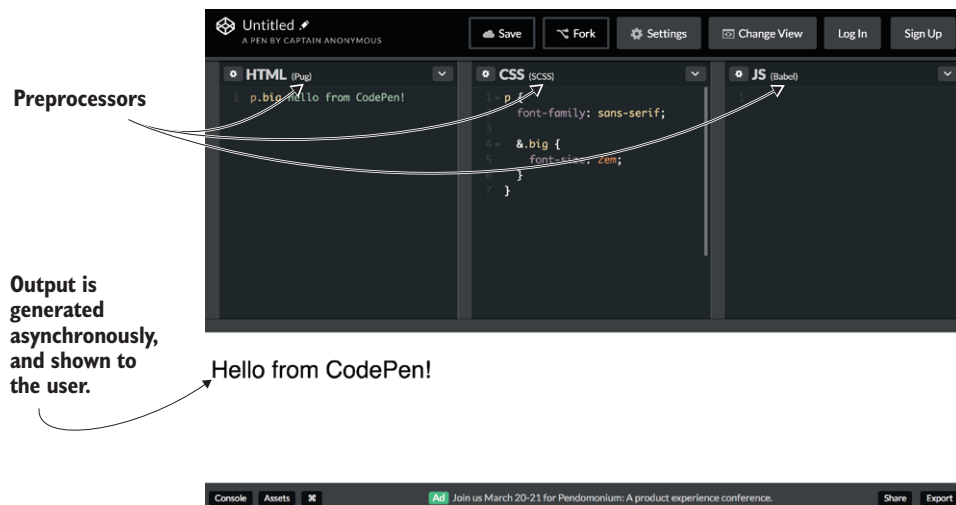 Untitled
A PEN BY CAPTAIN ANONYMOUS
Save
Fork
Settings
Change View
Log In
Sign Up
Preprocessors
HTML (Pug)
1 p.big Hello from CodePen!
CSS (SCSS)
1 p {
font-family: sans-serif;
3
4 &.big {
5 font-size: 2em;
6 }
7 }
JS (Babel)
1
Output is
generated
asynchronously,
and shown to
the user.
Hello from CodePen!
Console
Assets
⌘
Ad Join us March 20-21 for Pendomonium: A product experience conference.
Share
Export